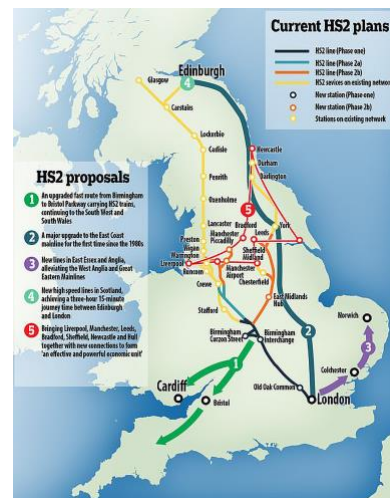 Current HS2 plans
HS2 line (Phase one)
HS2 line (Phase 2a)
HS2 line (Phase 2b)
HS2 sevices on existing network
New station (Phase one)
New station (Phase 2b)
Stations on existing network
Edinburgh
Glasgow
4
Carstairs
Lockerbie
Carlisle
Newcastle
Durham
Darlington
Penrith
Oxenholme
5
Lancaster
Bradford
York
Preston
Manchester
Piccadilly
Leeds
Wigan
Warrington
Sheffield
Midland
Liverpool
Manchester
Airport
Runcorn
Chesterfield
Crewe
Stafford
East Midlands
Hub
2
Norwich
Birmingham
Curzon Street
Birmingham
Interchange
3
1
Colchester
Cardiff
Old Oak Common
London
Bristol
HS2 proposals
1
An upgraded fast route from Birmingham
to Bristol Parkway carrying HS2 trains,
continuing to the South West and
South Wales
2
A major upgrade to the East Coast
mainline for the first time since the 1980s
3
New lines in East Essex and Anglia,
alleviating the West Anglia and Great
Eastern Mainlines
4
New high speed lines in Scotland,
achieving a three-hour 15-minute
journey time between Edinburgh
and London
5
Bringing Liverpool, Manchester, Leeds,
Bradford, Sheffield, Newcastle and Hull
together with new connections to form
'an effective and powerful economic unit'